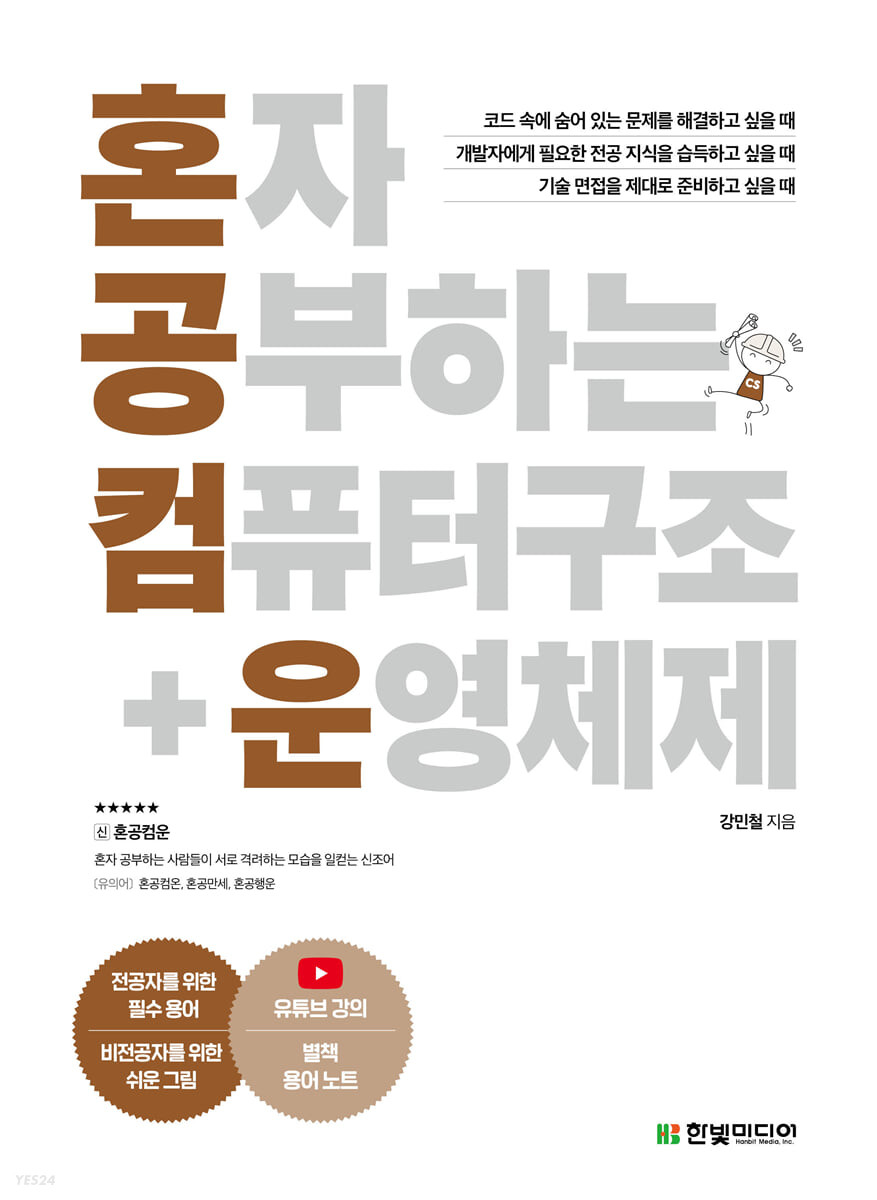 혼자
공부하는
컴퓨터구조
+ 운영체제
코드 속에 숨어 있는 문제를 해결하고 싶을 때
개발자에게 필요한 전공 지식을 습득하고 싶을 때
기술 면접을 제대로 준비하고 싶을 때
CS
★★★★★
신 혼공컴운
혼자 공부하는 사람들이 서로 격려하는 모습을 일컫는 신조어
[유의어] 혼공컴온, 혼공만세, 혼공행운
강민철 지음
전공자를 위한
필수 용어
비전공자를 위한
쉬운 그림
유튜브 강의
별책
용어 노트
HB 한빛미디어
Hanbit Media, Inc.
YES24